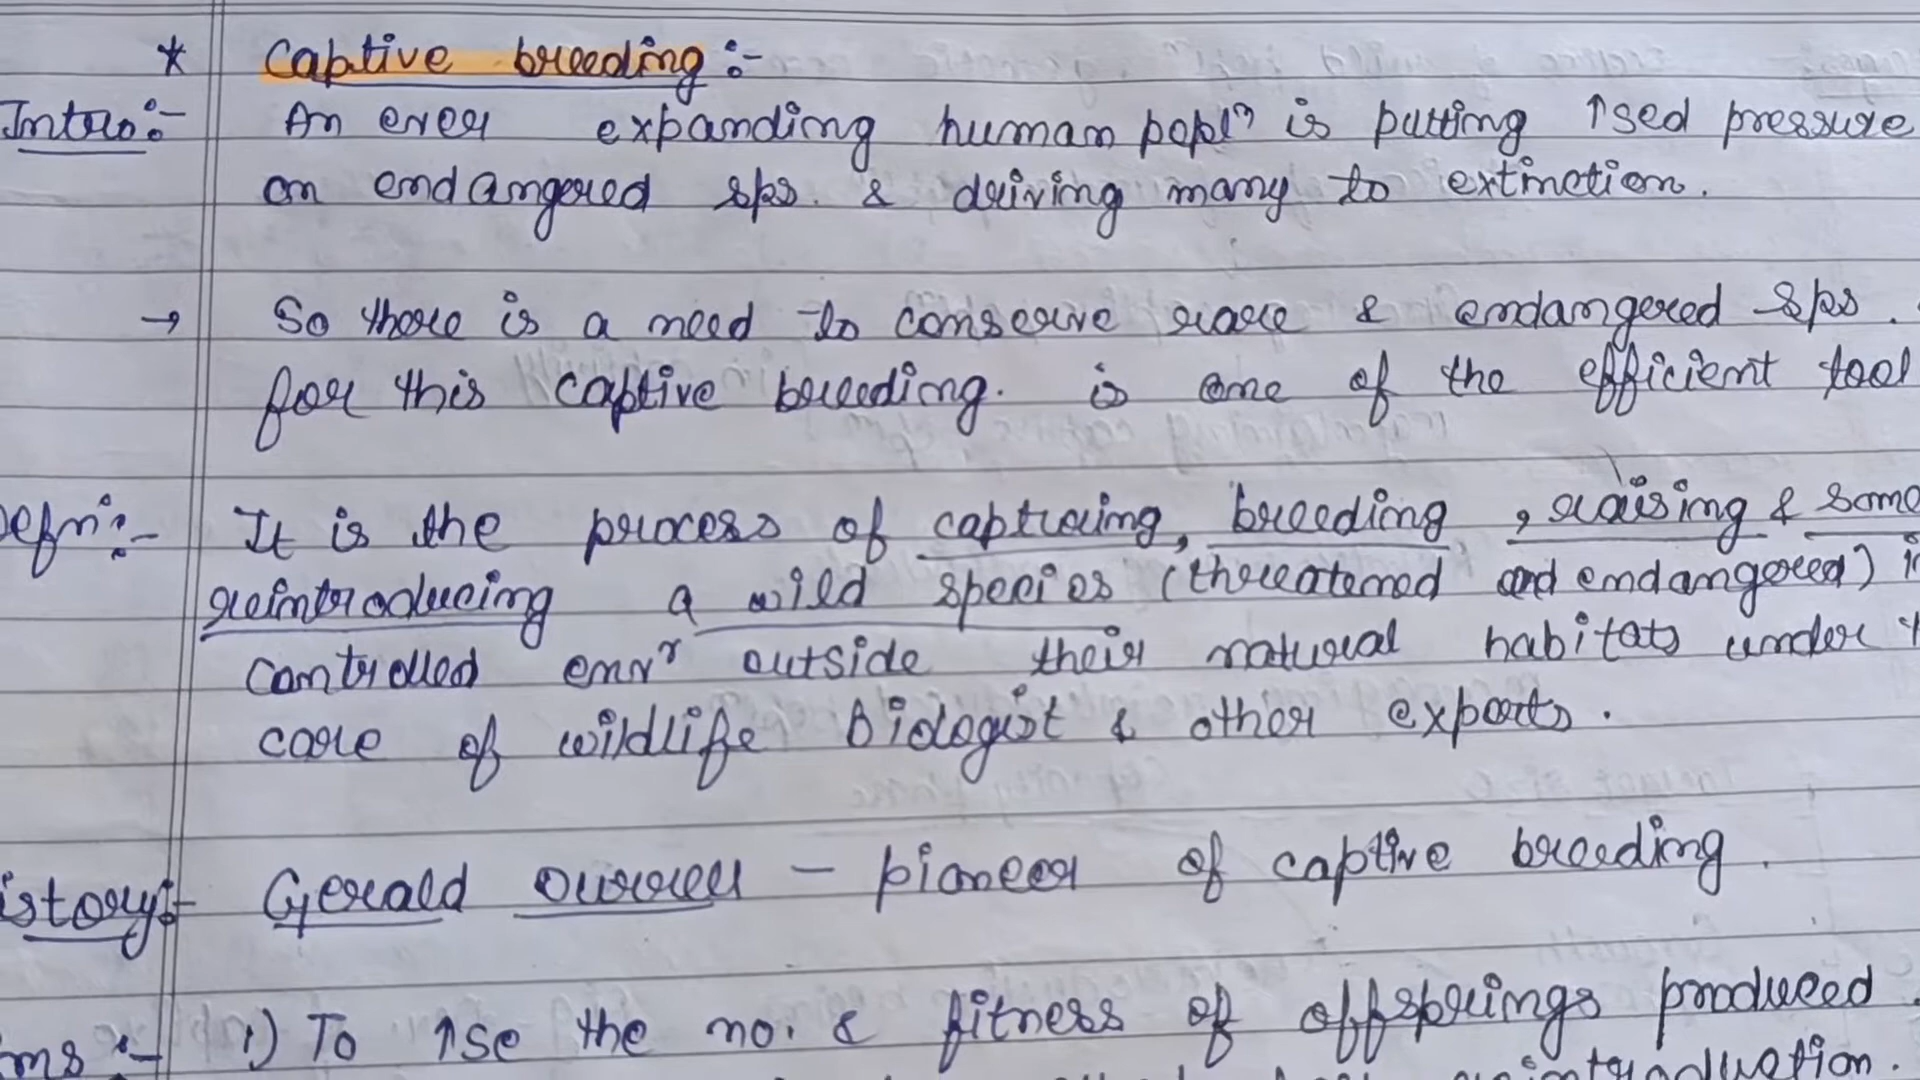 * Captive breeding :-
Intro:- An ever expanding human popln is putting ↑sed pressure
on endangered sps. & driving many to extinction.
→ So there is a need to conserve rare & endangered sps.
for this captive breeding. is one of the efficient tool
Defn:- It is the process of capturing, breeding, raising & some
reintroducing a wild species (threatened and endangered) i
controlled envr outside their natural habitats under
care of wildlife Biologist & other experts.
istory:- Gerald Durrell - pioneer of captive breeding.
ms:- 1) To ↑se the no. & fitness of offsprings produced